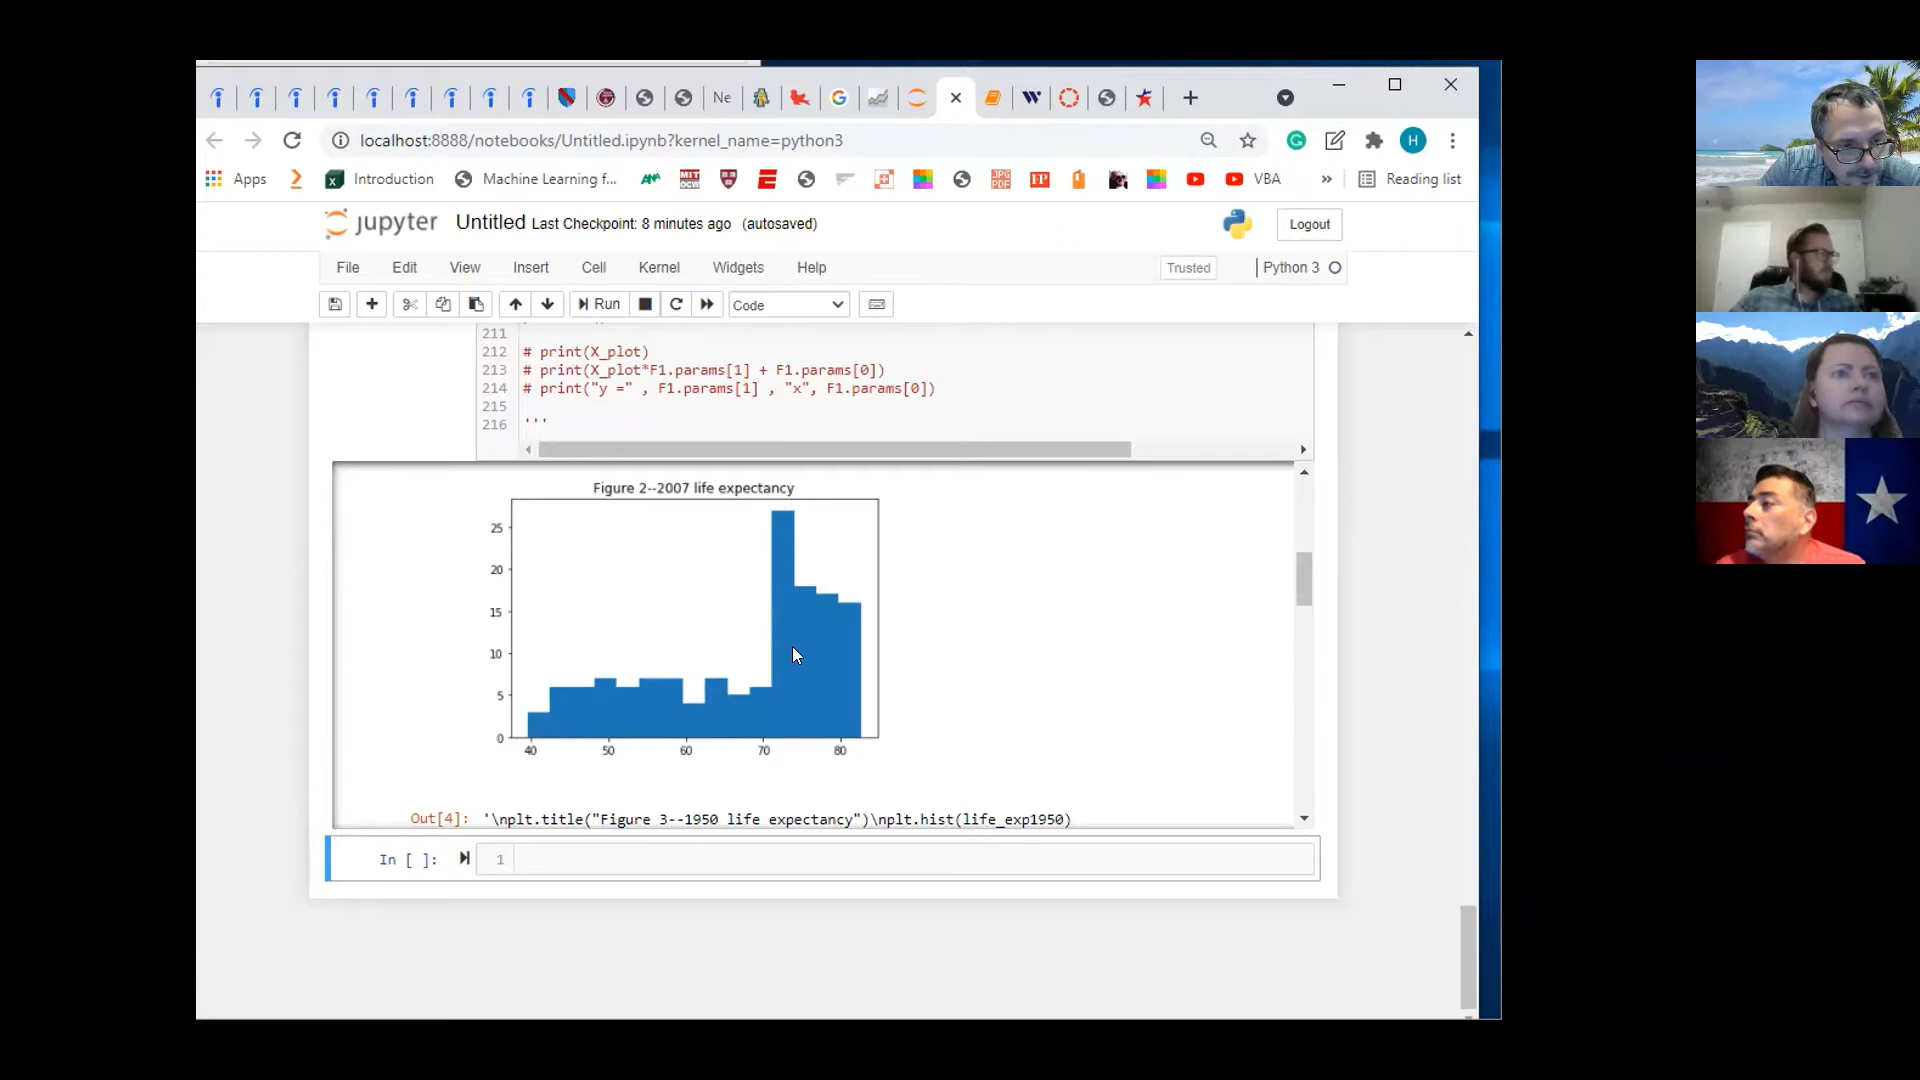 Ne
localhost:8888/notebooks/Untitled.ipynb?kernel_name=python3
H
Apps
Introduction
Machine Learning f...
VBA
Reading list
jupyter Untitled Last Checkpoint: 8 minutes ago (autosaved)
Logout
File Edit View Insert Cell Kernel Widgets Help
Trusted
Python 3
Run
Code
211
212 # print(X_plot)
213 # print(X_plot*F1.params[1] + F1.params[0])
214 # print("y =" , F1.params[1] , "x", F1.params[0])
215
216 '''
Figure 2--2007 life expectancy
25
20
15
10
5
0
40 50 60 70 80
Out[4]: '\nplt.title("Figure 3--1950 life expectancy")\nplt.hist(life_exp1950)
In [ ]: 1